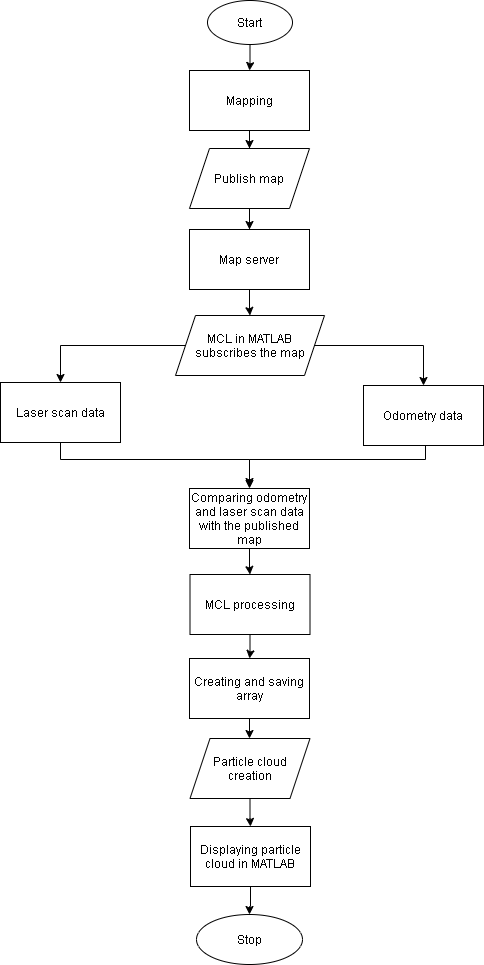 Start
Mapping
Publish map
Map server
MCL in MATLAB
subscribes the map
Laser scan data
Odometry data
Comparing odometry
and laser scan data
with the published
map
MCL processing
Creating and saving
array
Particle cloud
creation
Displaying particle
cloud in MATLAB
Stop